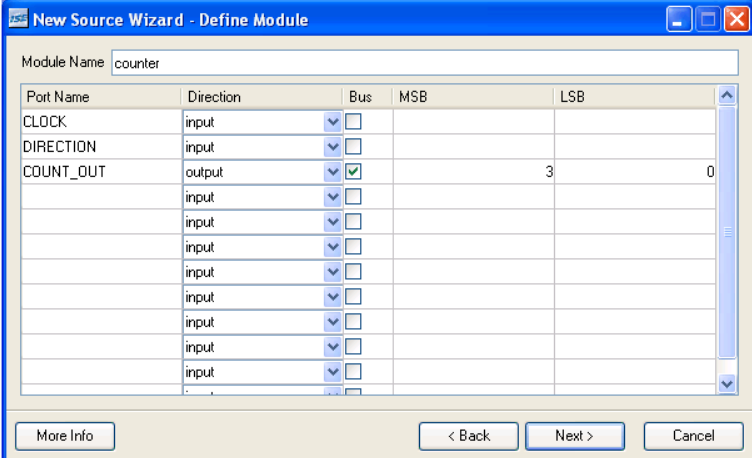 ISE New Source Wizard - Define Module
Module Name counter
Port Name Direction Bus MSB LSB
CLOCK input
DIRECTION input
COUNT_OUT output 3 0
input
input
input
input
input
input
input
input
More Info < Back Next > Cancel